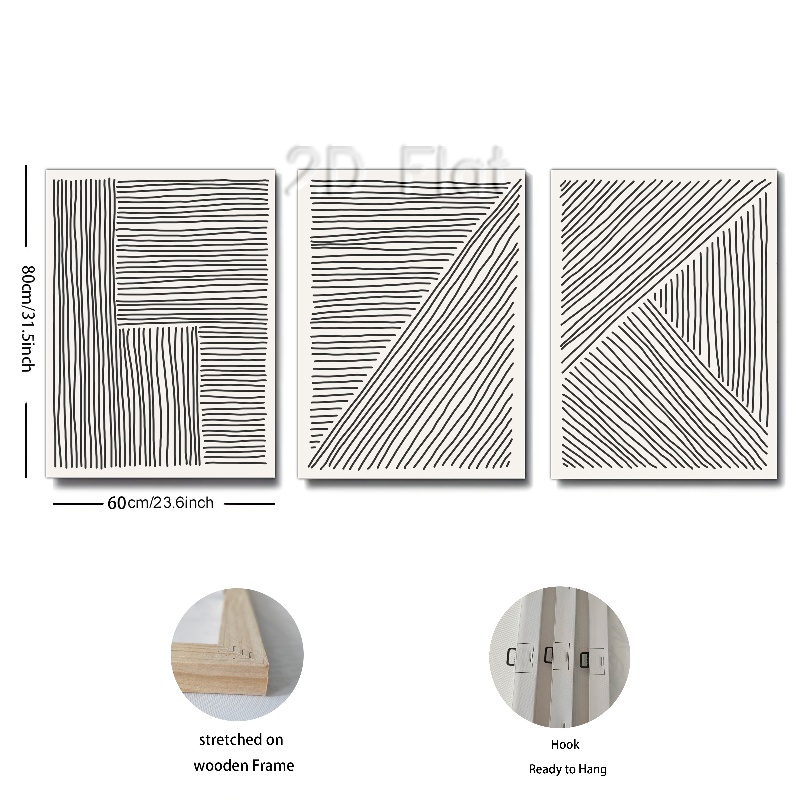 2D Flat
80cm/31.5inch
60cm/23.6inch
stretched on
wooden Frame
Hook
Ready to Hang